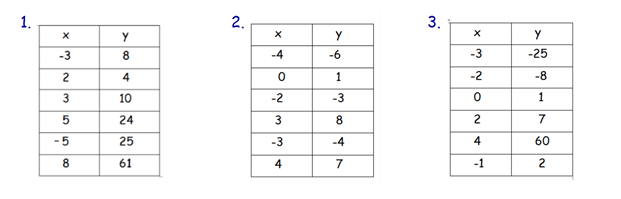 1. 2. 3.
x y x y x y
-3 8 -4 -6 -3 -25
2 4 0 1 -2 -8
3 10 -2 -3 0 1
5 24 3 8 2 7
-5 25 -3 -4 4 60
8 61 4 7 -1 2